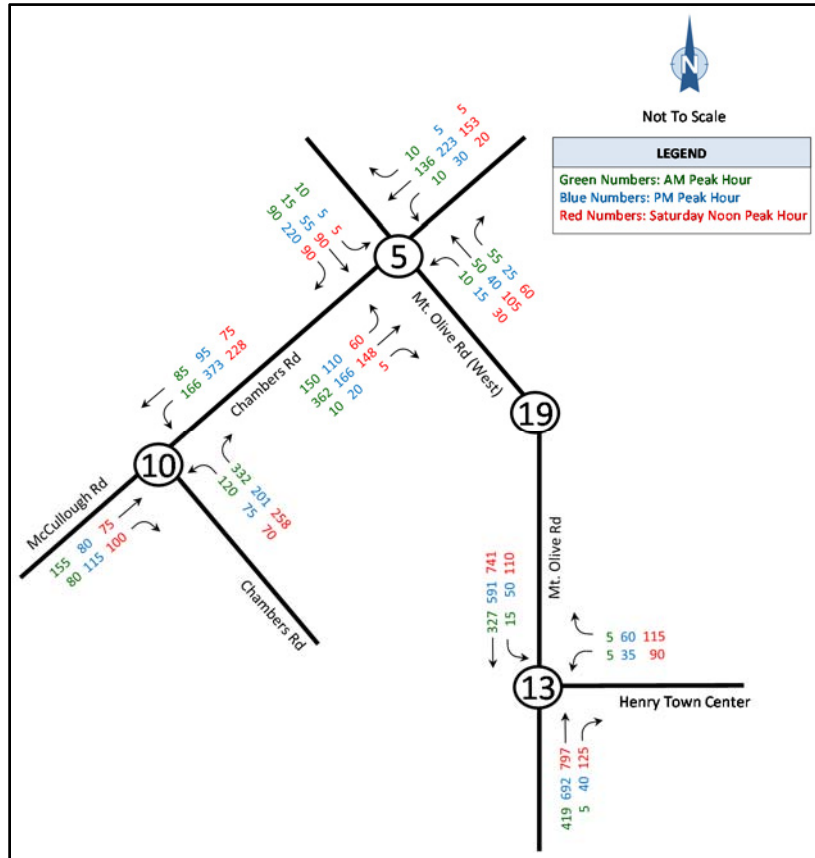 N
Not To Scale
LEGEND
Green Numbers: AM Peak Hour
Blue Numbers: PM Peak Hour
Red Numbers: Saturday Noon Peak Hour
10 5 5
136 223 153
10 30 20
10 5 5
15 55 90
90 220 90
5
55 25 60
50 40 105
10 15 30
Mt. Olive Rd (West)
150 110 60
362 166 148
10 20 5
85 95 75
166 373 228
Chambers Rd
19
10
332 201 258
120 75 70
McCullough Rd
155 80 75
80 115 100
Chambers Rd
Mt. Olive Rd
327 591 741
15 50 110
5 60 115
5 35 90
13
Henry Town Center
419 692 797
5 40 125